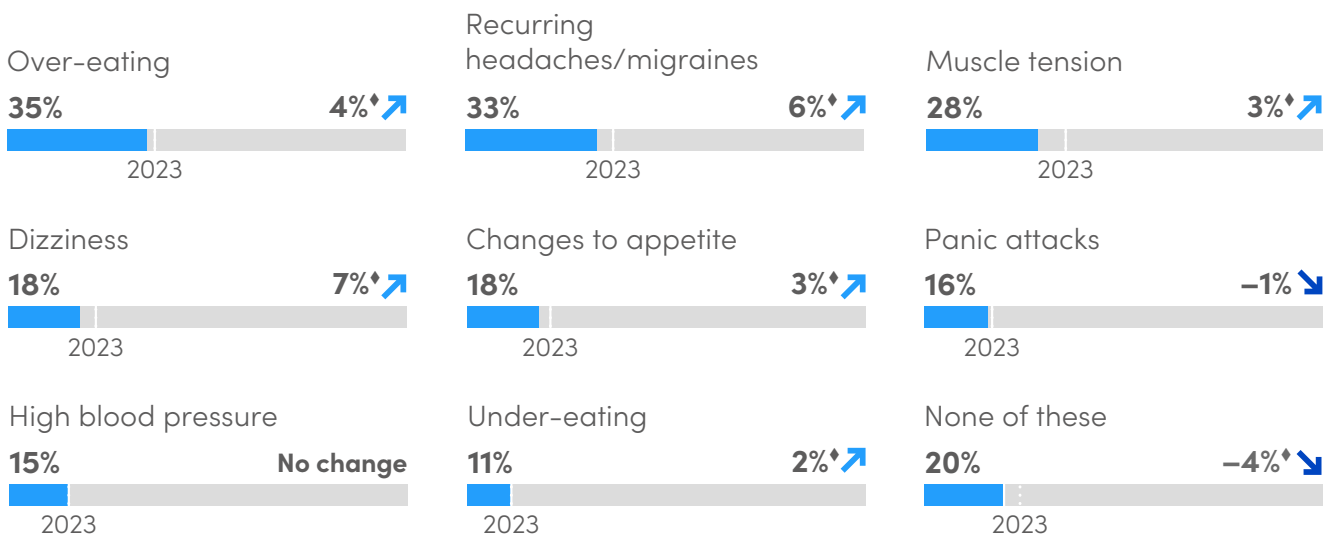 Over-eating
35% 4%♦
2023
Recurring
headaches/migraines
33% 6%♦
2023
Muscle tension
28% 3%♦
2023
Dizziness
18% 7%♦
2023
Changes to appetite
18% 3%♦
2023
Panic attacks
16% –1%
2023
High blood pressure
15% No change
2023
Under-eating
11% 2%♦
2023
None of these
20% –4%♦
2023